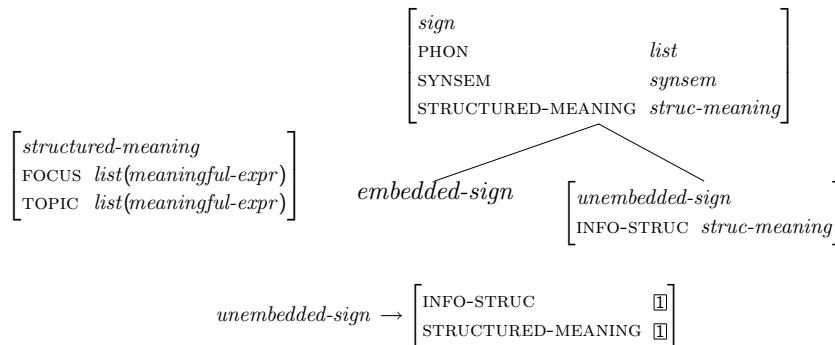 sign
PHON list
SYNSEM synsem
STRUCTURED-MEANING struc-meaning
structured-meaning
FOCUS list(meaningful-expr)
TOPIC list(meaningful-expr)
embedded-sign
unembedded-sign
INFO-STRUC struc-meaning
unembedded-sign → INFO-STRUC 1
STRUCTURED-MEANING 1